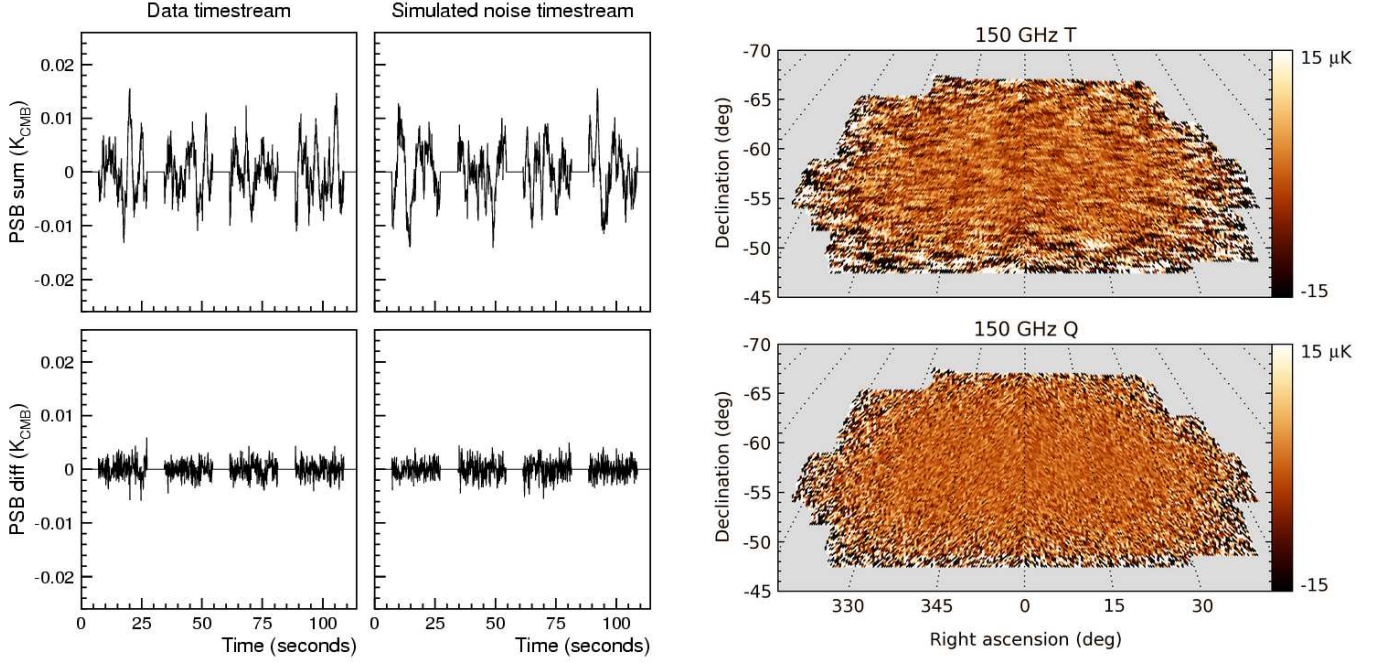 Data timestream
Simulated noise timestream
PSB sum (K_CMB)
0.02
0.01
0
-0.01
-0.02
PSB diff (K_CMB)
0.02
0.01
0
-0.01
-0.02
0 25 50 75 100
Time (seconds)
0 25 50 75 100
Time (seconds)
150 GHz T
Declination (deg)
-70
-65
-60
-55
-50
-45
15 μK
-15
150 GHz Q
Declination (deg)
-70
-65
-60
-55
-50
-45
15 μK
-15
330 345 0 15 30
Right ascension (deg)